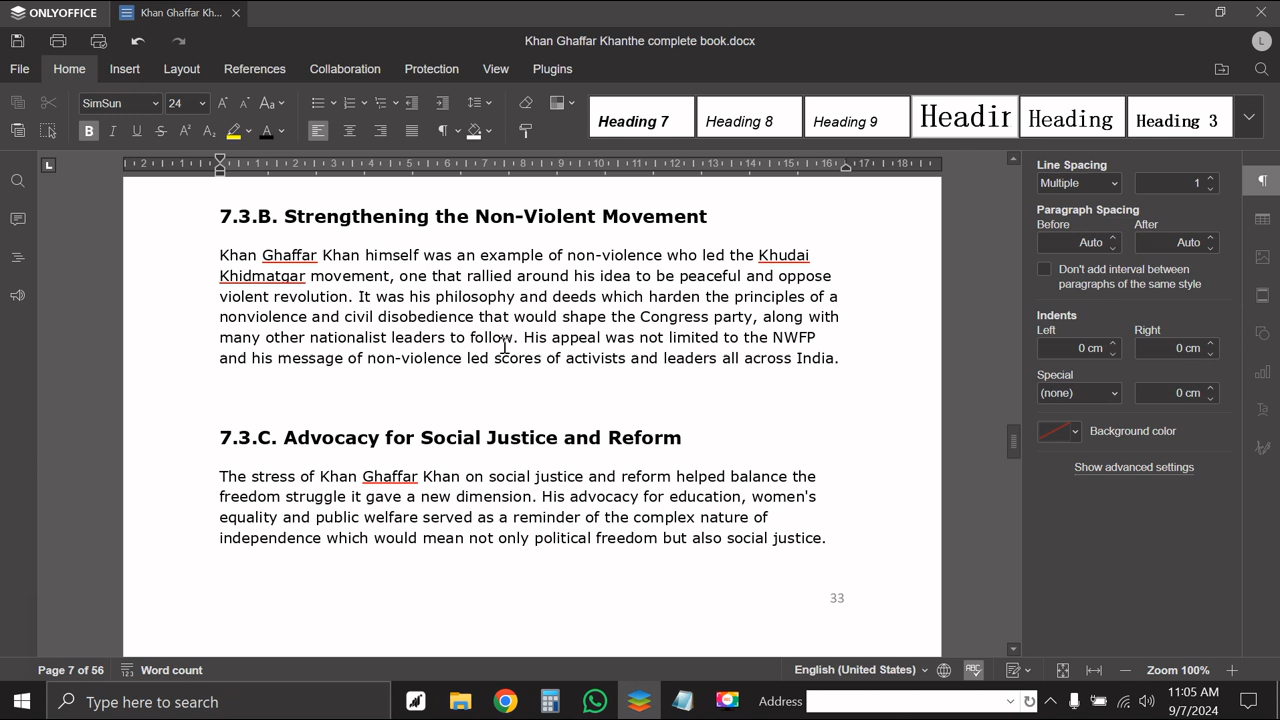 ONLYOFFICE
Khan Ghaffar Kh...
Khan Ghaffar Khanthe complete book.docx
L
File Home Insert Layout References Collaboration Protection View Plugins
SimSun 24
Heading 7 Heading 8 Heading 9 Headir Heading Heading 3
7.3.B. Strengthening the Non-Violent Movement
Khan Ghaffar Khan himself was an example of non-violence who led the Khudai
Khidmatgar movement, one that rallied around his idea to be peaceful and oppose
violent revolution. It was his philosophy and deeds which harden the principles of a
nonviolence and civil disobedience that would shape the Congress party, along with
many other nationalist leaders to follow. His appeal was not limited to the NWFP
and his message of non-violence led scores of activists and leaders all across India.
7.3.C. Advocacy for Social Justice and Reform
The stress of Khan Ghaffar Khan on social justice and reform helped balance the
freedom struggle it gave a new dimension. His advocacy for education, women's
equality and public welfare served as a reminder of the complex nature of
independence which would mean not only political freedom but also social justice.
33
Line Spacing
Multiple 1
Paragraph Spacing
Before After
Auto Auto
Don't add interval between
paragraphs of the same style
Indents
Left Right
0 cm 0 cm
Special
(none) 0 cm
Background color
Show advanced settings
Page 7 of 56 Word count English (United States) Zoom 100%
Type here to search Address 11:05 AM
9/7/2024